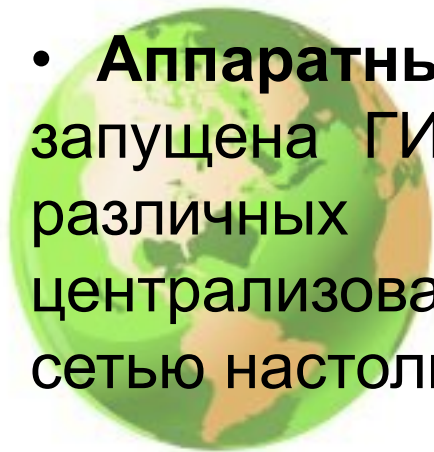 • Аппаратны
запущена ГИ
различных
централизова
сетью настол